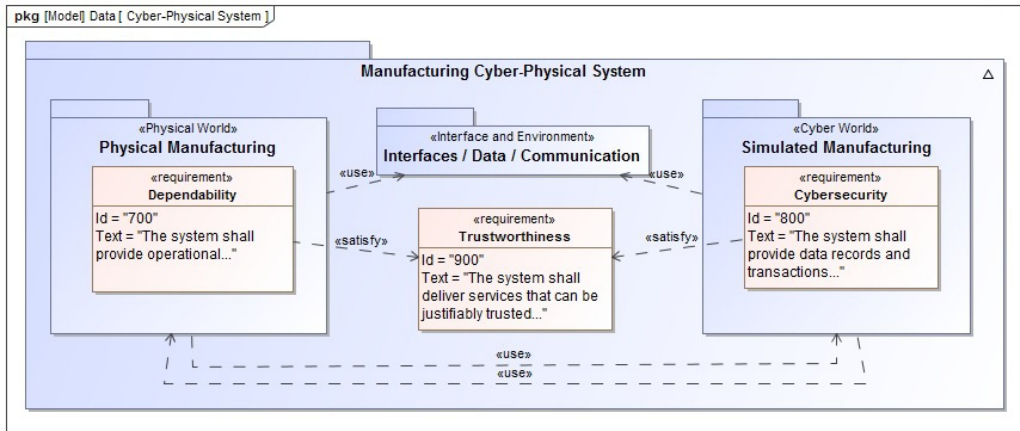 pkg [Model] Data [ Cyber-Physical System ]
Manufacturing Cyber-Physical System
«Physical World»
Physical Manufacturing
«requirement»
Dependability
Id = "700"
Text = "The system shall
provide operational..."
«Interface and Environment»
Interfaces / Data / Communication
«use»
«use»
«Cyber World»
Simulated Manufacturing
«requirement»
Cybersecurity
Id = "800"
Text = "The system shall
provide data records and
transactions..."
«satisfy»
«satisfy»
«requirement»
Trustworthiness
Id = "900"
Text = "The system shall
deliver services that can be
justifiably trusted..."
«use»
«use»